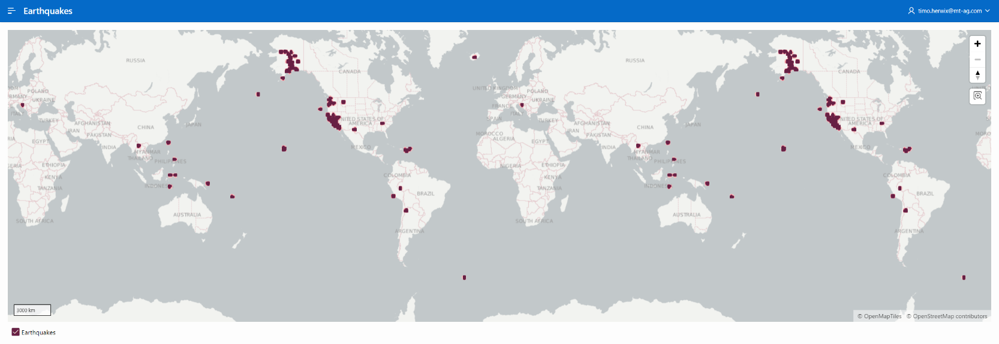 Earthquakes
timo.herwix@mt-ag.com
RUSSIA
CANADA
RUSSIA
CANADA
UNITED KINGDOM
POLAND
GERMANY
UKRAINE
FRANCE
ITALY
SPAIN
TURKEY
AFGHANISTAN
IRAN
PAKISTAN
CHINA
JAPAN
UNITED STATES OF
AMERICA
MOROCCO
ALGERIA
EGYPT
INDIA
MYANMAR
THAILAND
PHILIPPINES
MEXICO
NIGERIA
ETHIOPIA
KENYA
TANZANIA
INDONES
COLOMBIA
BRAZIL
AUSTRALIA
SOUTH AFRICA
ARGENTINA
POLAND
UKRAINE
ITALY
TURKEY
AFGHANISTAN
IRAN
PAKISTAN
CHINA
JAPAN
NITED STATES OF
AMERICA
EGYPT
INDIA
MYANMAR
THAILAND
PHILIPPINES
MEXICO
ETHIOPIA
KENYA
TANZANIA
INDONES
COLOMBIA
BRAZIL
AUSTRALIA
SOUTH AFRICA
ARGENTINA
3000 km
© OpenMapTiles © OpenStreetMap contributors
Earthquakes